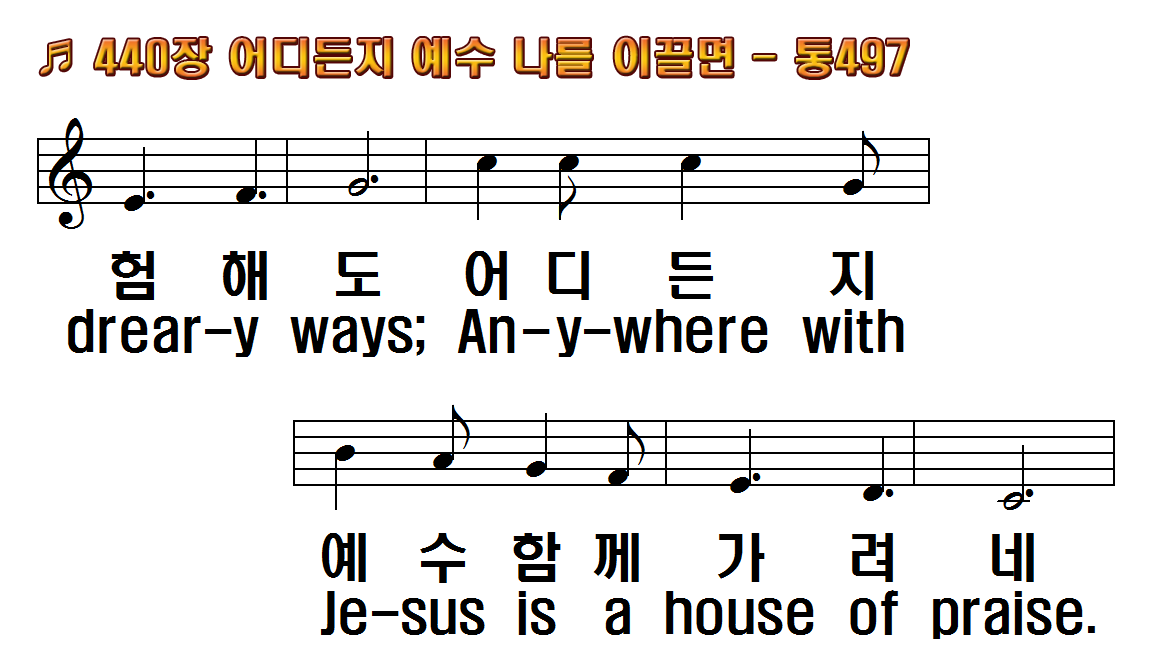 ♬ 440장 어디든지 예수 나를 이끌면 - 통497
험 해 도 어 디 든 지
drear-y ways; An-y-where with
예 수 함 께 가 려 네
Je-sus is a house of praise.